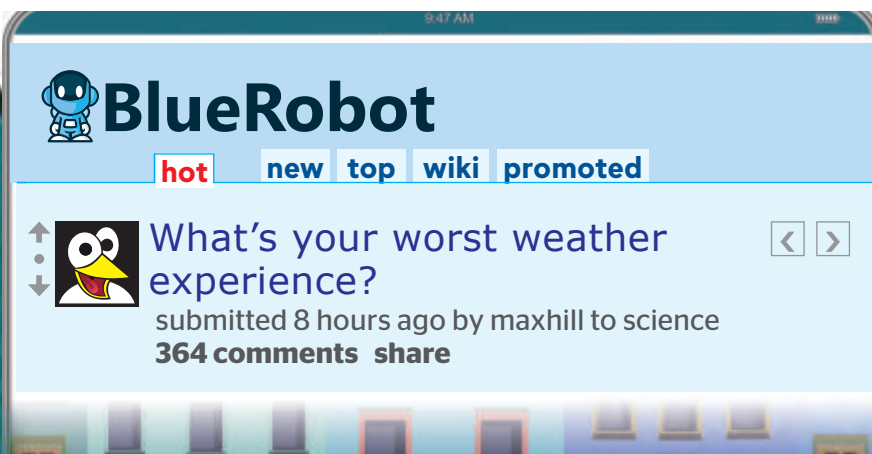 9:47 AM
BlueRobot
hot new top wiki promoted
What's your worst weather
experience?
submitted 8 hours ago by maxhill to science
364 comments share